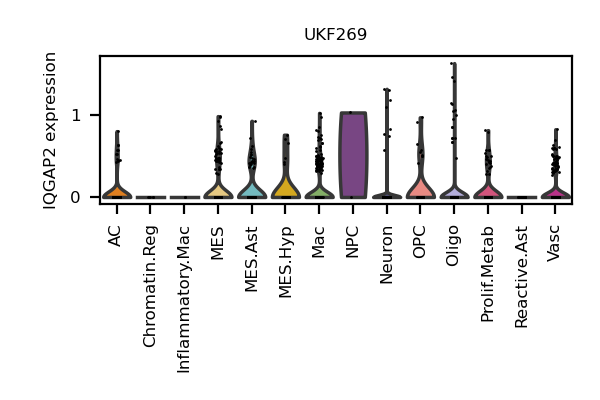 UKF269
IQGAP2 expression
1
0
AC
Chromatin.Reg
Inflammatory.Mac
MES
MES.Ast
MES.Hyp
Mac
NPC
Neuron
OPC
Oligo
Prolif.Metab
Reactive.Ast
Vasc